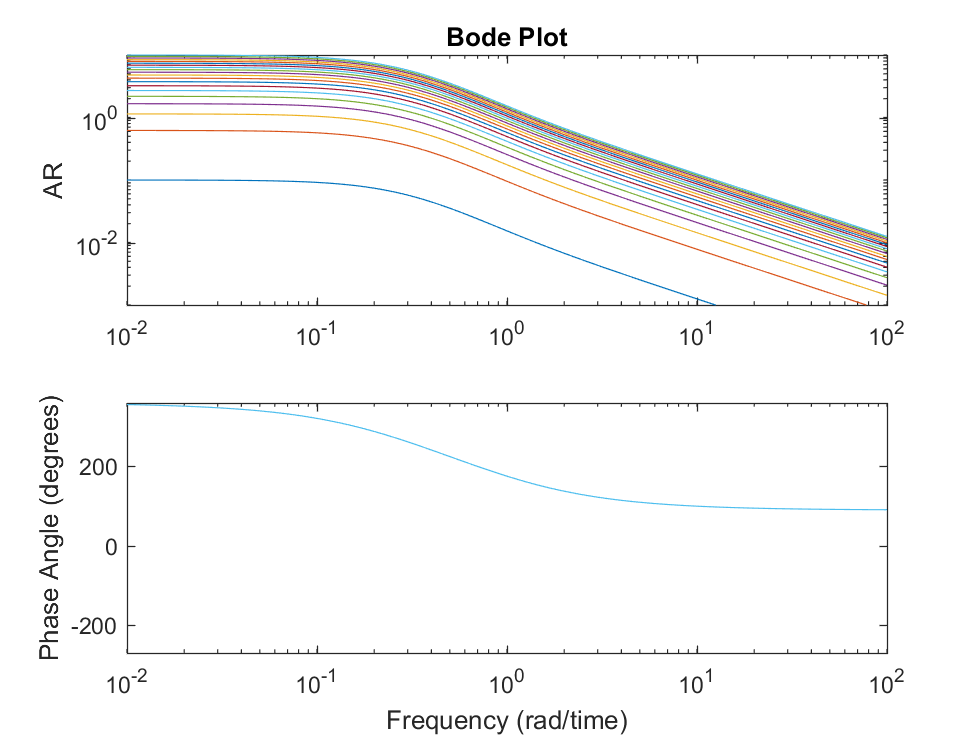 Bode Plot
AR
10^0
10^-2
10^-2 10^-1 10^0 10^1 10^2
Phase Angle (degrees)
200
0
-200
10^-2 10^-1 10^0 10^1 10^2
Frequency (rad/time)